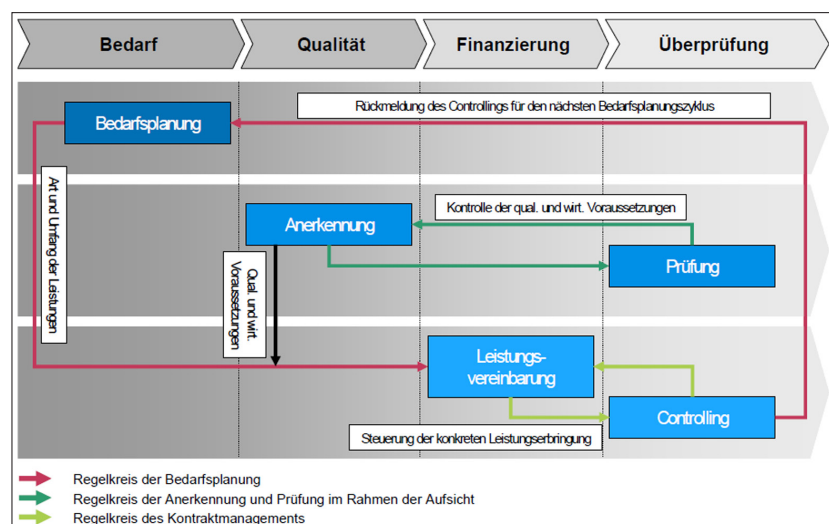 Bedarf
Qualität
Finanzierung
Überprüfung
Rückmeldung des Controllings für den nächsten Bedarfsplanungszyklus
Bedarfsplanung
Art und Umfang der Leistungen
Kontrolle der qual. und wirt. Voraussetzungen
Anerkennung
Prüfung
Qual. und wirt.
Voraussetzungen
Leistungs-
vereinbarung
Controlling
Steuerung der konkreten Leistungserbringung
Regelkreis der Bedarfsplanung
Regelkreis der Anerkennung und Prüfung im Rahmen der Aufsicht
Regelkreis des Kontraktmanagements